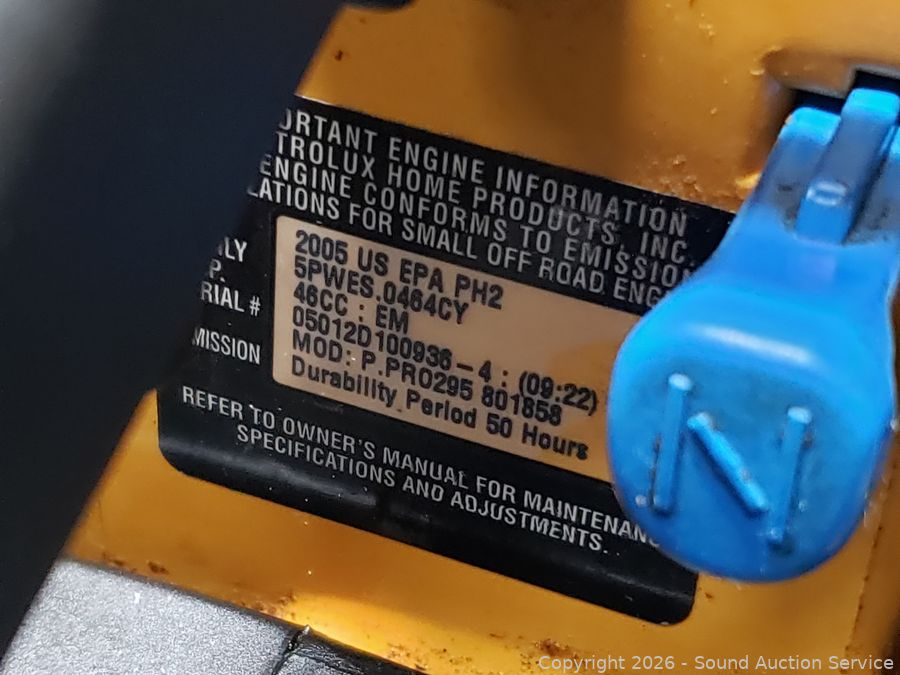 ORTANT ENGINE INFORMATION
TROLUX HOME PRODUCTS, INC.
ENGINE CONFORMS TO EMISSION
LATIONS FOR SMALL OFF ROAD ENG
2005 US EPA PH2
5PWES.0464CY
46CC : EM
05012D100936-4 : (09:22)
MOD: P.PRO295 801858
Durability Period 50 Hours
ILY
P.
RIAL #
MISSION
REFER TO OWNER'S MANUAL FOR MAINTENANC
SPECIFICATIONS AND ADJUSTMENTS.
N
Copyright 2026 - Sound Auction Service